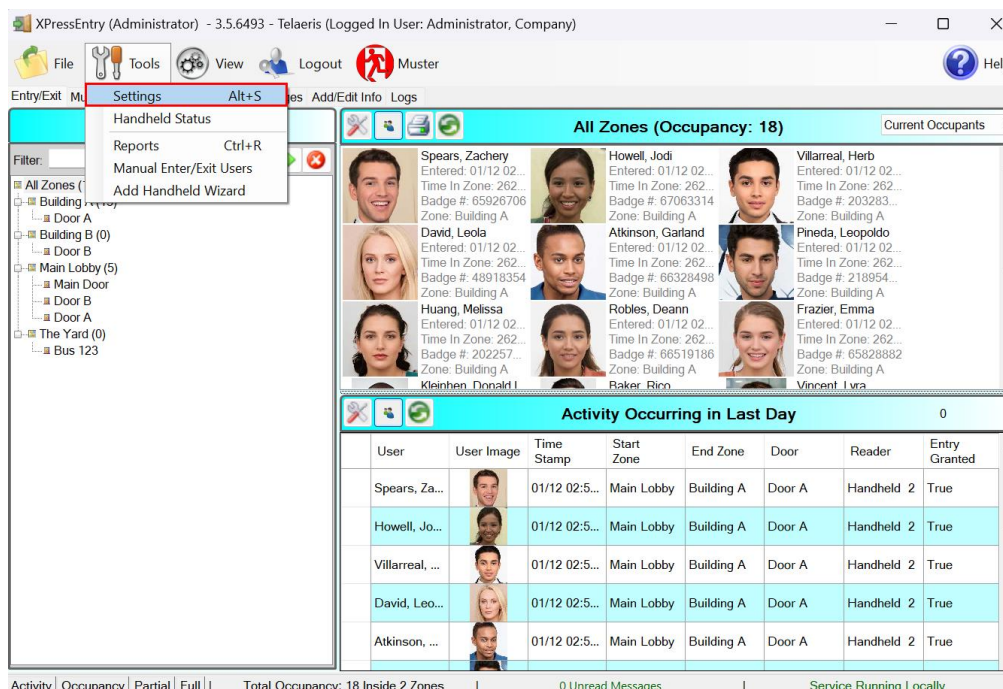 XPressEntry (Administrator) - 3.5.6493 - Telaeris (Logged In User: Administrator, Company)
File Tools View Logout Muster Hel
Entry/Exit Mu ges Add/Edit Info Logs
Settings Alt+S
Handheld Status
Reports Ctrl+R
Manual Enter/Exit Users
Add Handheld Wizard
Filter:
All Zones (
Building A
Door A
Building B (0)
Door B
Main Lobby (5)
Main Door
Door B
Door A
The Yard (0)
Bus 123
All Zones (Occupancy: 18) Current Occupants
Spears, Zachery
Entered: 01/12 02...
Time In Zone: 262...
Badge #: 65926706
Zone: Building A
Howell, Jodi
Entered: 01/12 02...
Time In Zone: 262...
Badge #: 67063314
Zone: Building A
Villarreal, Herb
Entered: 01/12 02...
Time In Zone: 262...
Badge #: 203283...
Zone: Building A
David, Leola
Entered: 01/12 02...
Time In Zone: 262...
Badge #: 48918354
Zone: Building A
Atkinson, Garland
Entered: 01/12 02...
Time In Zone: 262...
Badge #: 66328498
Zone: Building A
Pineda, Leopoldo
Entered: 01/12 02...
Time In Zone: 262...
Badge #: 218954...
Zone: Building A
Huang, Melissa
Entered: 01/12 02...
Time In Zone: 262...
Badge #: 202257...
Zone: Building A
Robles, Deann
Entered: 01/12 02...
Time In Zone: 262...
Badge #: 66519186
Zone: Building A
Frazier, Emma
Entered: 01/12 02...
Time In Zone: 262...
Badge #: 65828882
Zone: Building A
Kleinhen, Donald L
Baker, Rico
Vincent, Lyra
Activity Occurring in Last Day 0
User User Image Time Stamp Start Zone End Zone Door Reader Entry Granted
Spears, Za... 01/12 02:5... Main Lobby Building A Door A Handheld 2 True
Howell, Jo... 01/12 02:5... Main Lobby Building A Door A Handheld 2 True
Villarreal, ... 01/12 02:5... Main Lobby Building A Door A Handheld 2 True
David, Leo... 01/12 02:5... Main Lobby Building A Door A Handheld 2 True
Atkinson, ... 01/12 02:5... Main Lobby Building A Door A Handheld 2 True
Activity | Occupancy | Partial | Full | Total Occupancy: 18 Inside 2 Zones | 0 Unread Messages | Service Running Locally